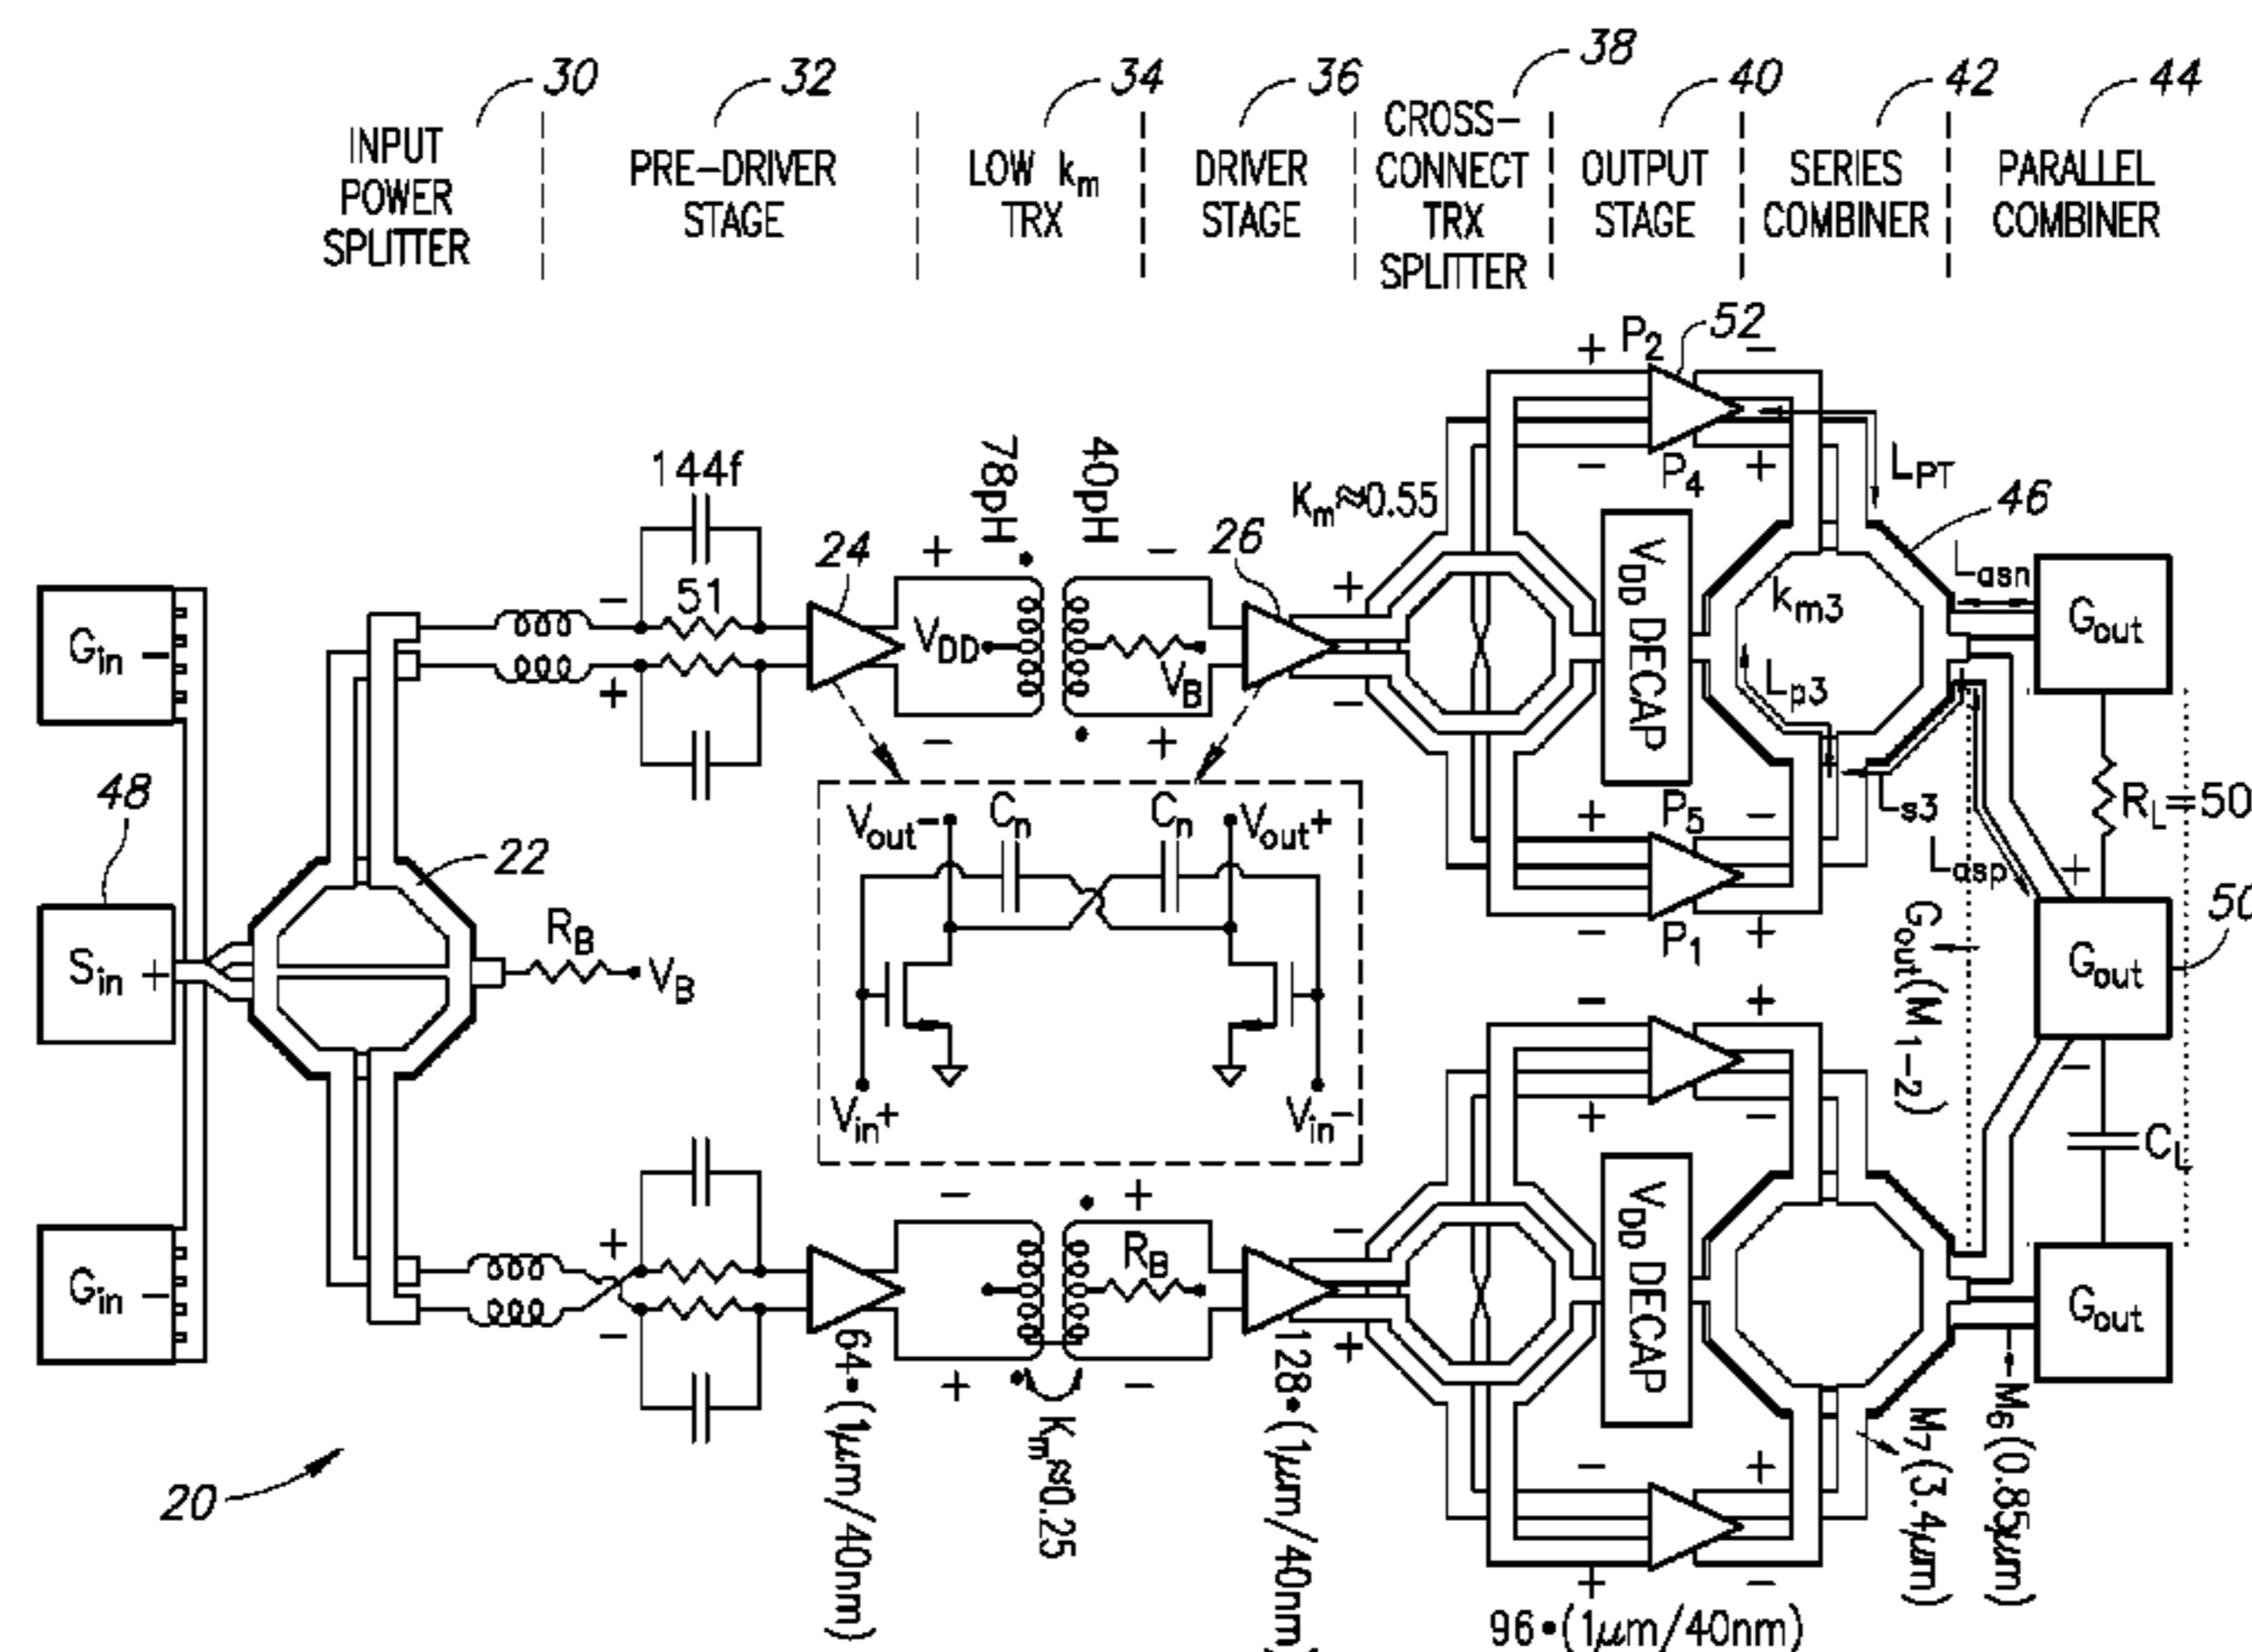 30
32
34
36
38
40
42
44
INPUT
POWER
SPLITTER
PRE-DRIVER
STAGE
LOW km
TRX
DRIVER
STAGE
CROSS-
CONNECT
TRX
SPLITTER
OUTPUT
STAGE
SERIES
COMBINER
PARALLEL
COMBINER
+ P2 52 −
− P4 +
LPT
46
144f
78pH
40pH
Km≈0.55
24
26
51
− +
+ −
− +
+ −
VDD
VB
VDD DECAP
km3
Lp3
Ls3
Lasn
Lasp
Gin −
Gout
RL=50
48
22
Sin +
RB
VB
Vout−
Cn
Cn
Vout+
Vin+
Vin−
+ P5 −
− P1 +
+
Gout
50
−
Gout(M1-2)
CL
− +
+ −
Gin −
+
−
− +
+ −
RB
−
+
VDD DECAP
Gout
64•(1μm/40nm)
Km≈0.25
128•(1μm/40nm)
− +
+ −
96•(1μm/40nm)
M7(3.4μm)
M6(0.85μm)
20